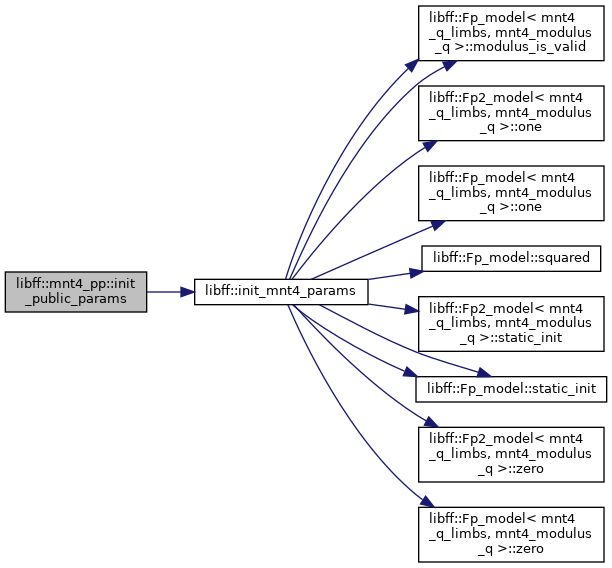 libff::mnt4_pp::init
_public_params
libff::init_mnt4_params
libff::Fp_model< mnt4
_q_limbs, mnt4_modulus
_q >::modulus_is_valid
libff::Fp2_model< mnt4
_q_limbs, mnt4_modulus
_q >::one
libff::Fp_model< mnt4
_q_limbs, mnt4_modulus
_q >::one
libff::Fp_model::squared
libff::Fp2_model< mnt4
_q_limbs, mnt4_modulus
_q >::static_init
libff::Fp_model::static_init
libff::Fp2_model< mnt4
_q_limbs, mnt4_modulus
_q >::zero
libff::Fp_model< mnt4
_q_limbs, mnt4_modulus
_q >::zero